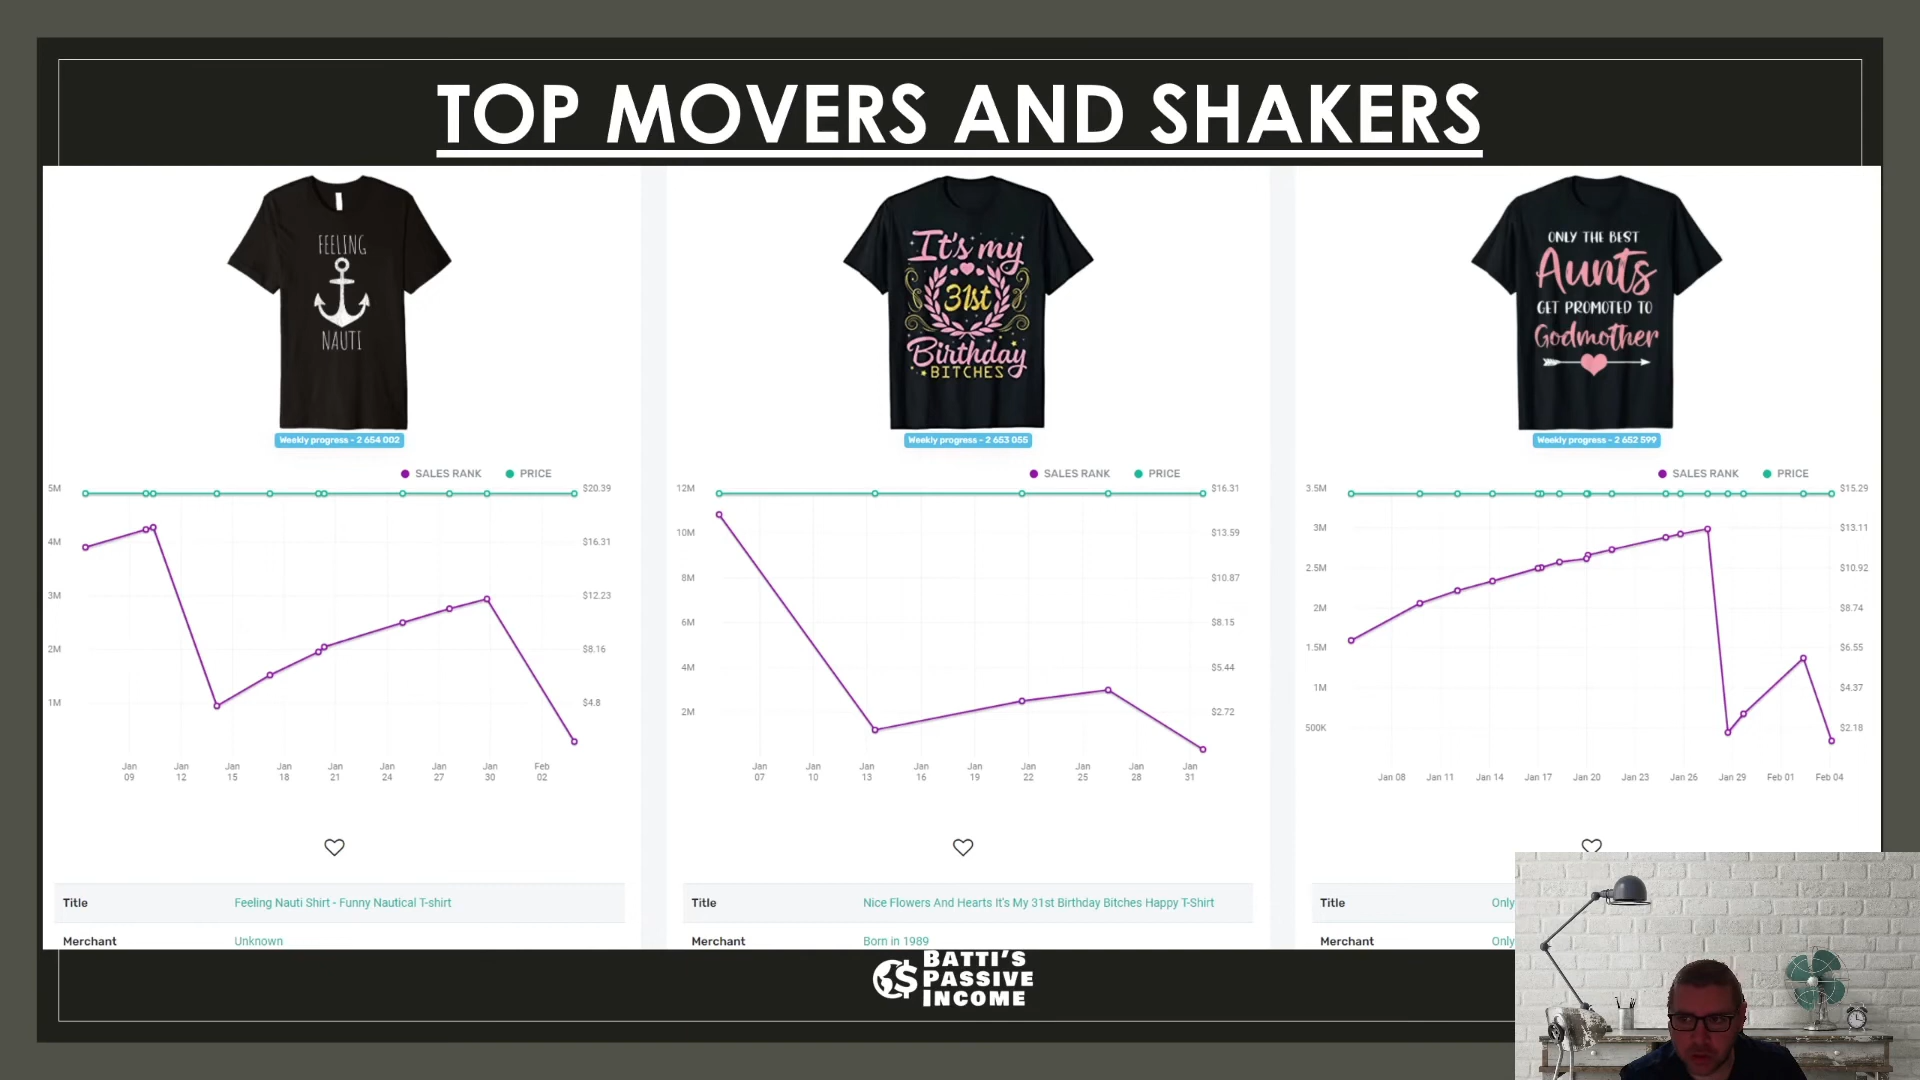 TOP MOVERS AND SHAKERS
FEELING
NAUTI
Weekly progress - 2 654 002
SALES RANK
PRICE
5M
4M
3M
2M
1M
$20.39
$16.31
$12.23
$8.16
$4.8
Jan 09
Jan 12
Jan 15
Jan 18
Jan 21
Jan 24
Jan 27
Jan 30
Feb 02
Title
Feeling Nauti Shirt - Funny Nautical T-shirt
Merchant
Unknown
It's my
31st
Birthday
BITCHES
Weekly progress - 2 653 055
SALES RANK
PRICE
12M
10M
8M
6M
4M
2M
$16.31
$13.59
$10.87
$8.15
$5.44
$2.72
Jan 07
Jan 10
Jan 13
Jan 16
Jan 19
Jan 22
Jan 25
Jan 28
Jan 31
Title
Nice Flowers And Hearts It's My 31st Birthday Bitches Happy T-Shirt
Merchant
Born in 1989
ONLY THE BEST
Aunts
GET PROMOTED TO
Godmother
Weekly progress - 2 652 599
SALES RANK
PRICE
3.5M
3M
2.5M
2M
1.5M
1M
500K
$15.29
$13.11
$10.92
$8.74
$6.55
$4.37
$2.18
Jan 08
Jan 11
Jan 14
Jan 17
Jan 20
Jan 23
Jan 26
Jan 29
Feb 01
Feb 04
Title
Only
Merchant
Only
BATTI'S
PASSIVE
INCOME